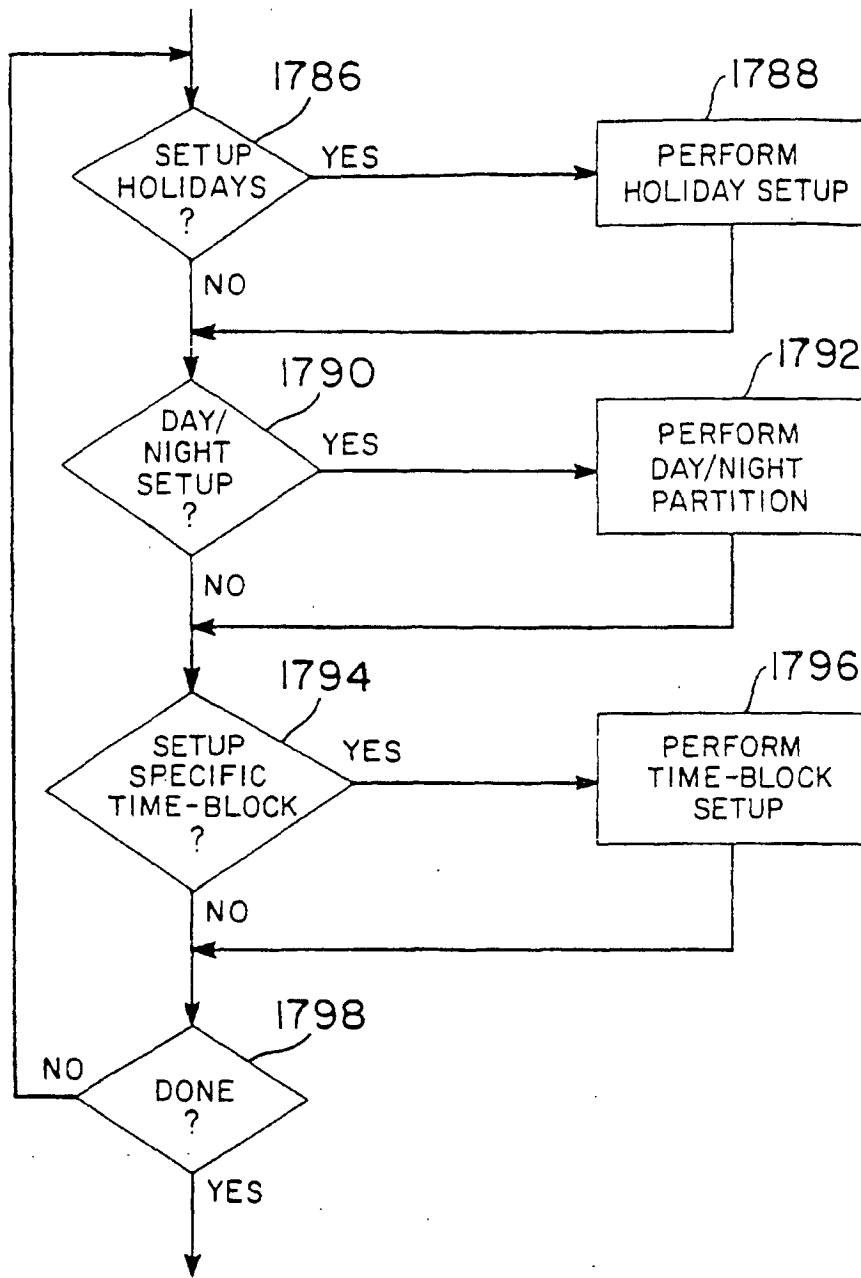 1786
SETUP
HOLIDAYS
?
YES
NO
1788
PERFORM
HOLIDAY SETUP
1790
DAY/
NIGHT
SETUP
?
YES
NO
1792
PERFORM
DAY/NIGHT
PARTITION
1794
SETUP
SPECIFIC
TIME-BLOCK
?
YES
NO
1796
PERFORM
TIME-BLOCK
SETUP
1798
NO
DONE
?
YES